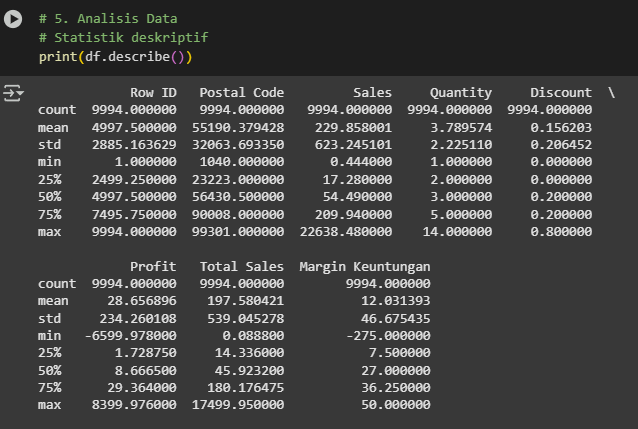 # 5. Analisis Data
# Statistik deskriptif
print(df.describe())
Row ID Postal Code Sales Quantity Discount \
count 9994.000000 9994.000000 9994.000000 9994.000000 9994.000000
mean 4997.500000 55190.379428 229.858001 3.789574 0.156203
std 2885.163629 32063.693350 623.245101 2.225110 0.206452
min 1.000000 1040.000000 0.444000 1.000000 0.000000
25% 2499.250000 23223.000000 17.280000 2.000000 0.000000
50% 4997.500000 56430.500000 54.490000 3.000000 0.200000
75% 7495.750000 90008.000000 209.940000 5.000000 0.200000
max 9994.000000 99301.000000 22638.480000 14.000000 0.800000
Profit Total Sales Margin Keuntungan
count 9994.000000 9994.000000 9994.000000
mean 28.656896 197.580421 12.031393
std 234.260108 539.045278 46.675435
min -6599.978000 0.088800 -275.000000
25% 1.728750 14.336000 7.500000
50% 8.666500 45.923200 27.000000
75% 29.364000 180.176475 36.250000
max 8399.976000 17499.950000 50.000000